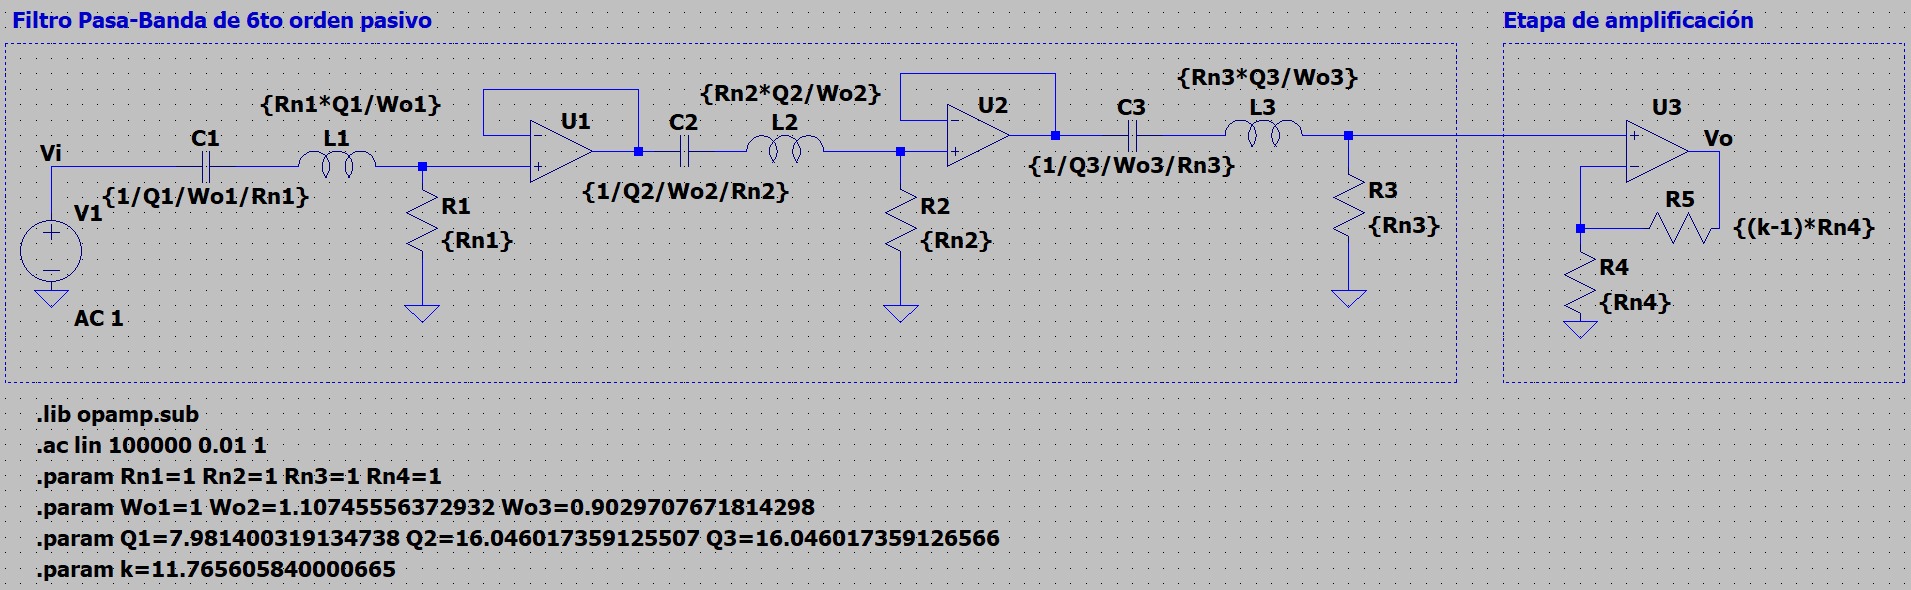 Filtro Pasa-Banda de 6to orden pasivo
Etapa de amplificación
{Rn1*Q1/Wo1}
{Rn2*Q2/Wo2}
{Rn3*Q3/Wo3}
Vi
C1
L1
U1
C2
L2
U2
C3
L3
U3
Vo
{1/Q1/Wo1/Rn1}
{1/Q2/Wo2/Rn2}
{1/Q3/Wo3/Rn3}
V1
R1
{Rn1}
R2
{Rn2}
R3
{Rn3}
R5
{(k-1)*Rn4}
R4
{Rn4}
AC 1
.lib opamp.sub
.ac lin 100000 0.01 1
.param Rn1=1 Rn2=1 Rn3=1 Rn4=1
.param Wo1=1 Wo2=1.10745556372932 Wo3=0.9029707671814298
.param Q1=7.981400319134738 Q2=16.046017359125507 Q3=16.046017359126566
.param k=11.765605840000665